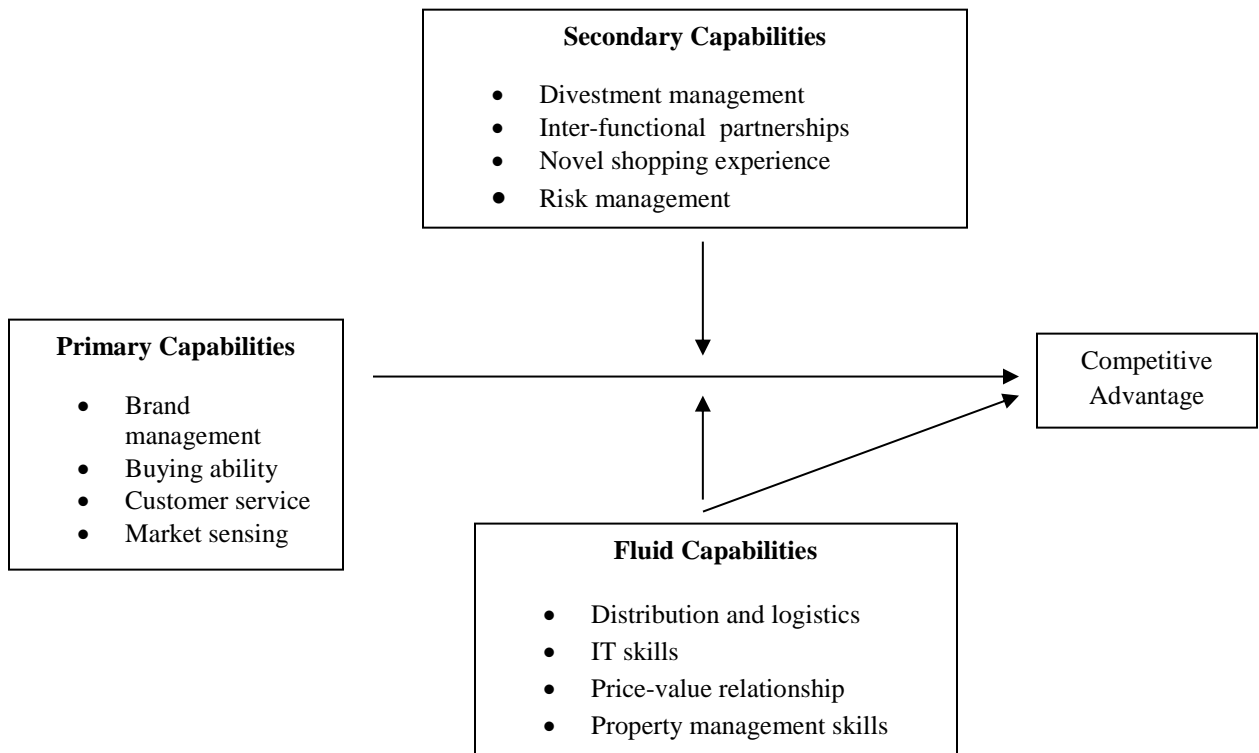 Secondary Capabilities
• Divestment management
• Inter-functional partnerships
• Novel shopping experience
• Risk management
Primary Capabilities
• Brand
management
• Buying ability
• Customer service
• Market sensing
Competitive
Advantage
Fluid Capabilities
• Distribution and logistics
• IT skills
• Price-value relationship
• Property management skills